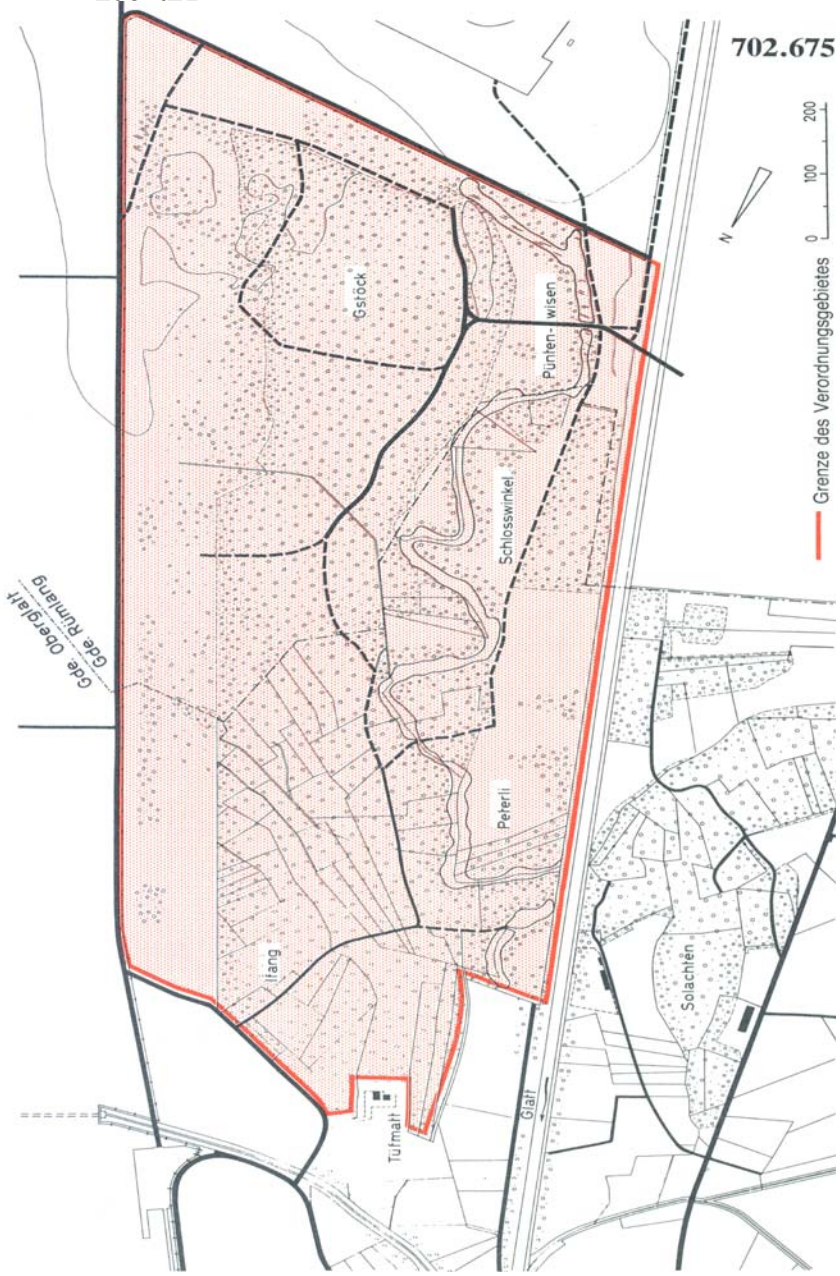 702.675
200
100
0
N
Grenze des Verordnungsgebietes
Gde. Oberglatt
Gde. Rümlang
Gstöck
Pünten-wisen
Schlosswinkel
Peterli
Ifang
Tüfmatt
Glatt
Solachten